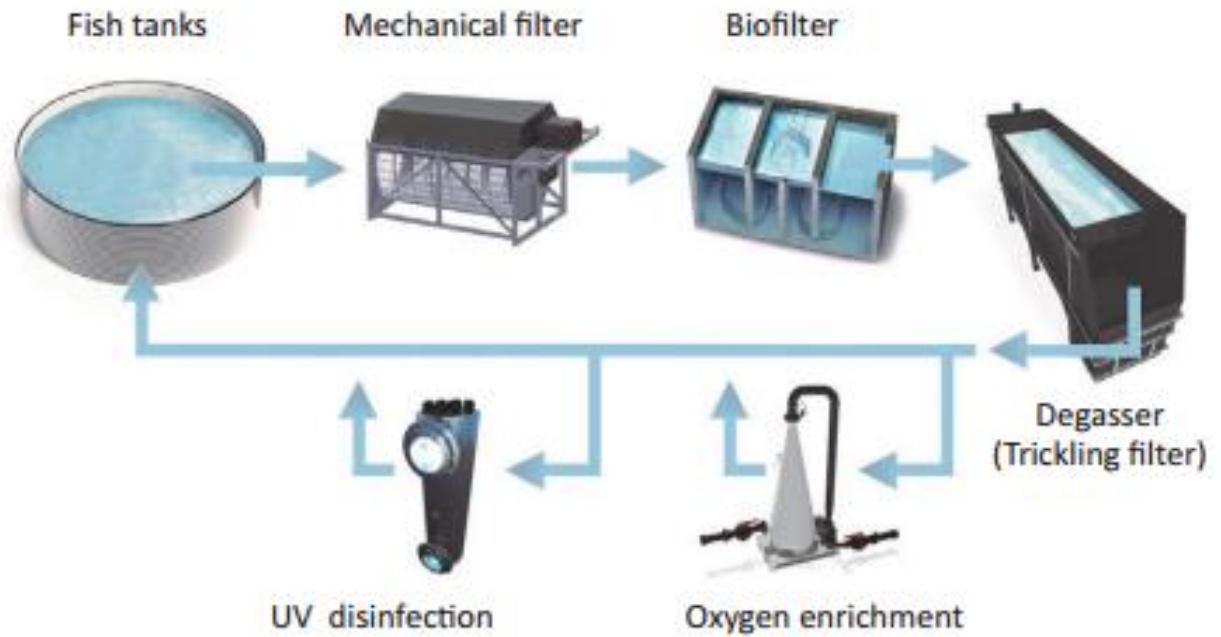 Fish tanks
Mechanical filter
Biofilter
Degasser
(Trickling filter)
UV disinfection
Oxygen enrichment